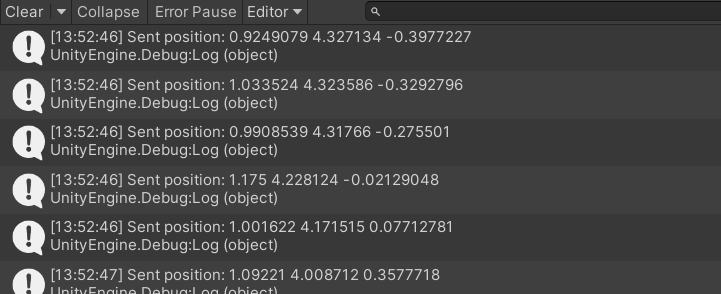 Clear Collapse Error Pause Editor
[13:52:46] Sent position: 0.9249079 4.327134 -0.3977227
UnityEngine.Debug:Log (object)
[13:52:46] Sent position: 1.033524 4.323586 -0.3292796
UnityEngine.Debug:Log (object)
[13:52:46] Sent position: 0.9908539 4.31766 -0.275501
UnityEngine.Debug:Log (object)
[13:52:46] Sent position: 1.175 4.228124 -0.02129048
UnityEngine.Debug:Log (object)
[13:52:46] Sent position: 1.001622 4.171515 0.07712781
UnityEngine.Debug:Log (object)
[13:52:47] Sent position: 1.09221 4.008712 0.3577718
UnityEngine.Debug:Log (object)